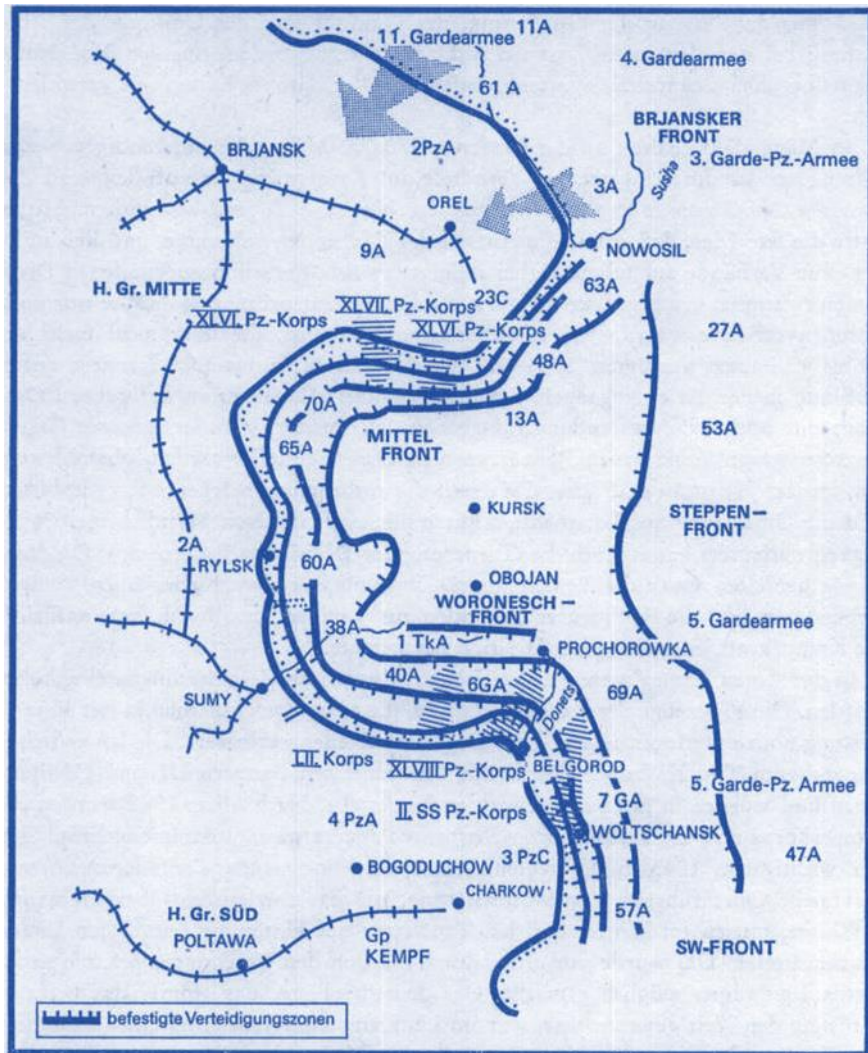 11. Gardearmee 11A
4. Gardearmee
61 A
BRJANSKER
FRONT
BRJANSK
2PzA
Susha
3. Garde-Pz.-Armee
3A
OREL
9A
NOWOSIL
H. Gr. MITTE
23C
63A
XLVI Pz.-Korps
XLVII Pz.-Korps
XLVI Pz.-Korps
27A
48A
70A
13A
65A
MITTEL
FRONT
53A
KURSK
STEPPEN–
FRONT
2A
RYLSK
60A
OBOJAN
WORONESCH–
FRONT
5. Gardearmee
38A
1 TkA
PROCHOROWKA
40A
6GA
69A
SUMY
Donets
LII Korps
XLVIII Pz.-Korps
BELGOROD
5. Garde-Pz. Armee
4 PzA
II SS Pz.-Korps
7 GA
WOLTSCHANSK
47A
3 PzC
BOGODUCHOW
CHARKOW
57A
H. Gr. SÜD
POLTAWA
Gp
KEMPF
SW-FRONT
befestigte Verteidigungszonen